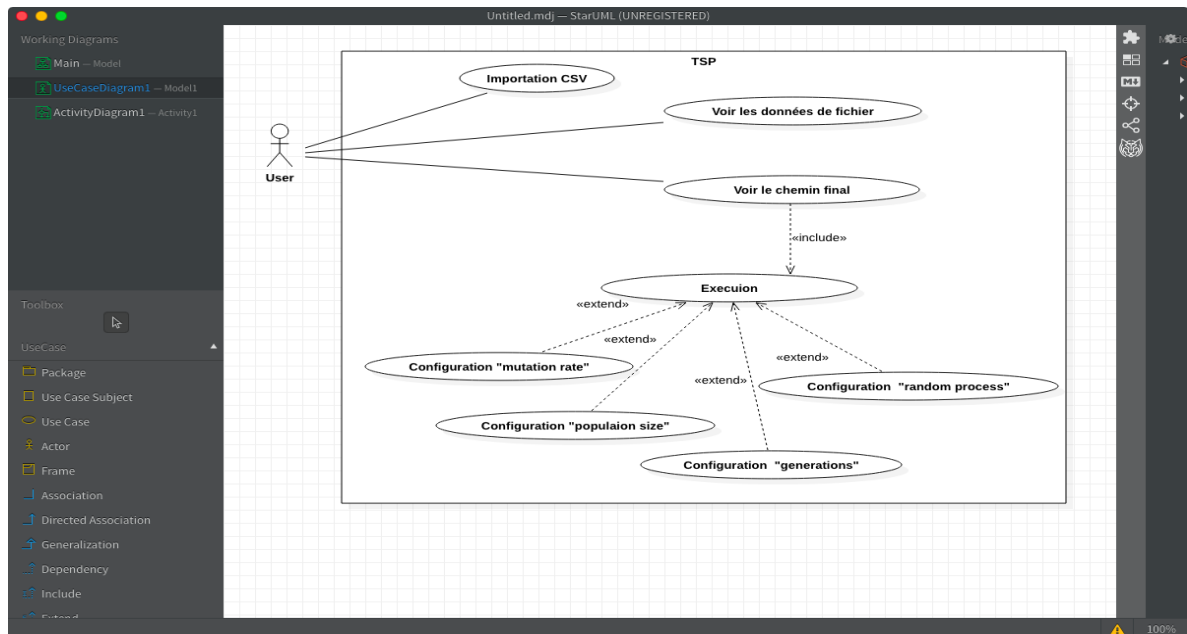 Untitled.mdj — StarUML (UNREGISTERED)
Working Diagrams
Main — Model
UseCaseDiagram1 — Model1
ActivityDiagram1 — Activity1
Toolbox
UseCase
Package
Use Case Subject
Use Case
Actor
Frame
Association
Directed Association
Generalization
Dependency
Include
Extend
TSP
Importation CSV
Voir les données de fichier
User
Voir le chemin final
«include»
Execuion
«extend»
«extend»
«extend»
«extend»
Configuration "mutation rate"
Configuration "random process"
Configuration "populaion size"
Configuration "generations"
100%